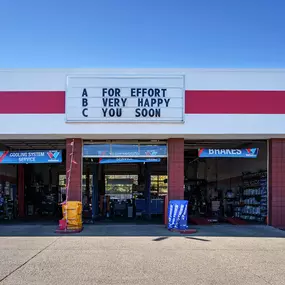 A FOR EFFORT
B VERY HAPPY
C YOU SOON
COOLING SYSTEM
SERVICE
BRAKES